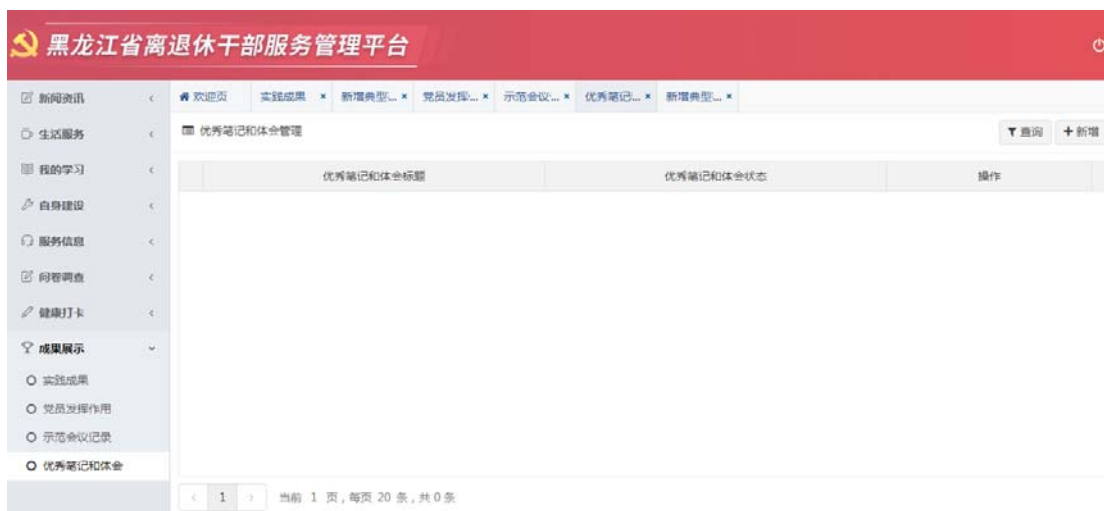 黑龙江省离退休干部服务管理平台
新闻资讯
生活服务
我的学习
自身建设
服务信息
问卷调查
健康打卡
成果展示
实践成果
党员发挥作用
示范会议记录
优秀笔记和体会
欢迎页 实践成果 × 新增典型... × 党员发挥... × 示范会议... × 优秀笔记... × 新增典型... ×
优秀笔记和体会管理 查询 新增
优秀笔记和体会标题 优秀笔记和体会状态 操作
1 当前 1 页，每页 20 条，共 0 条